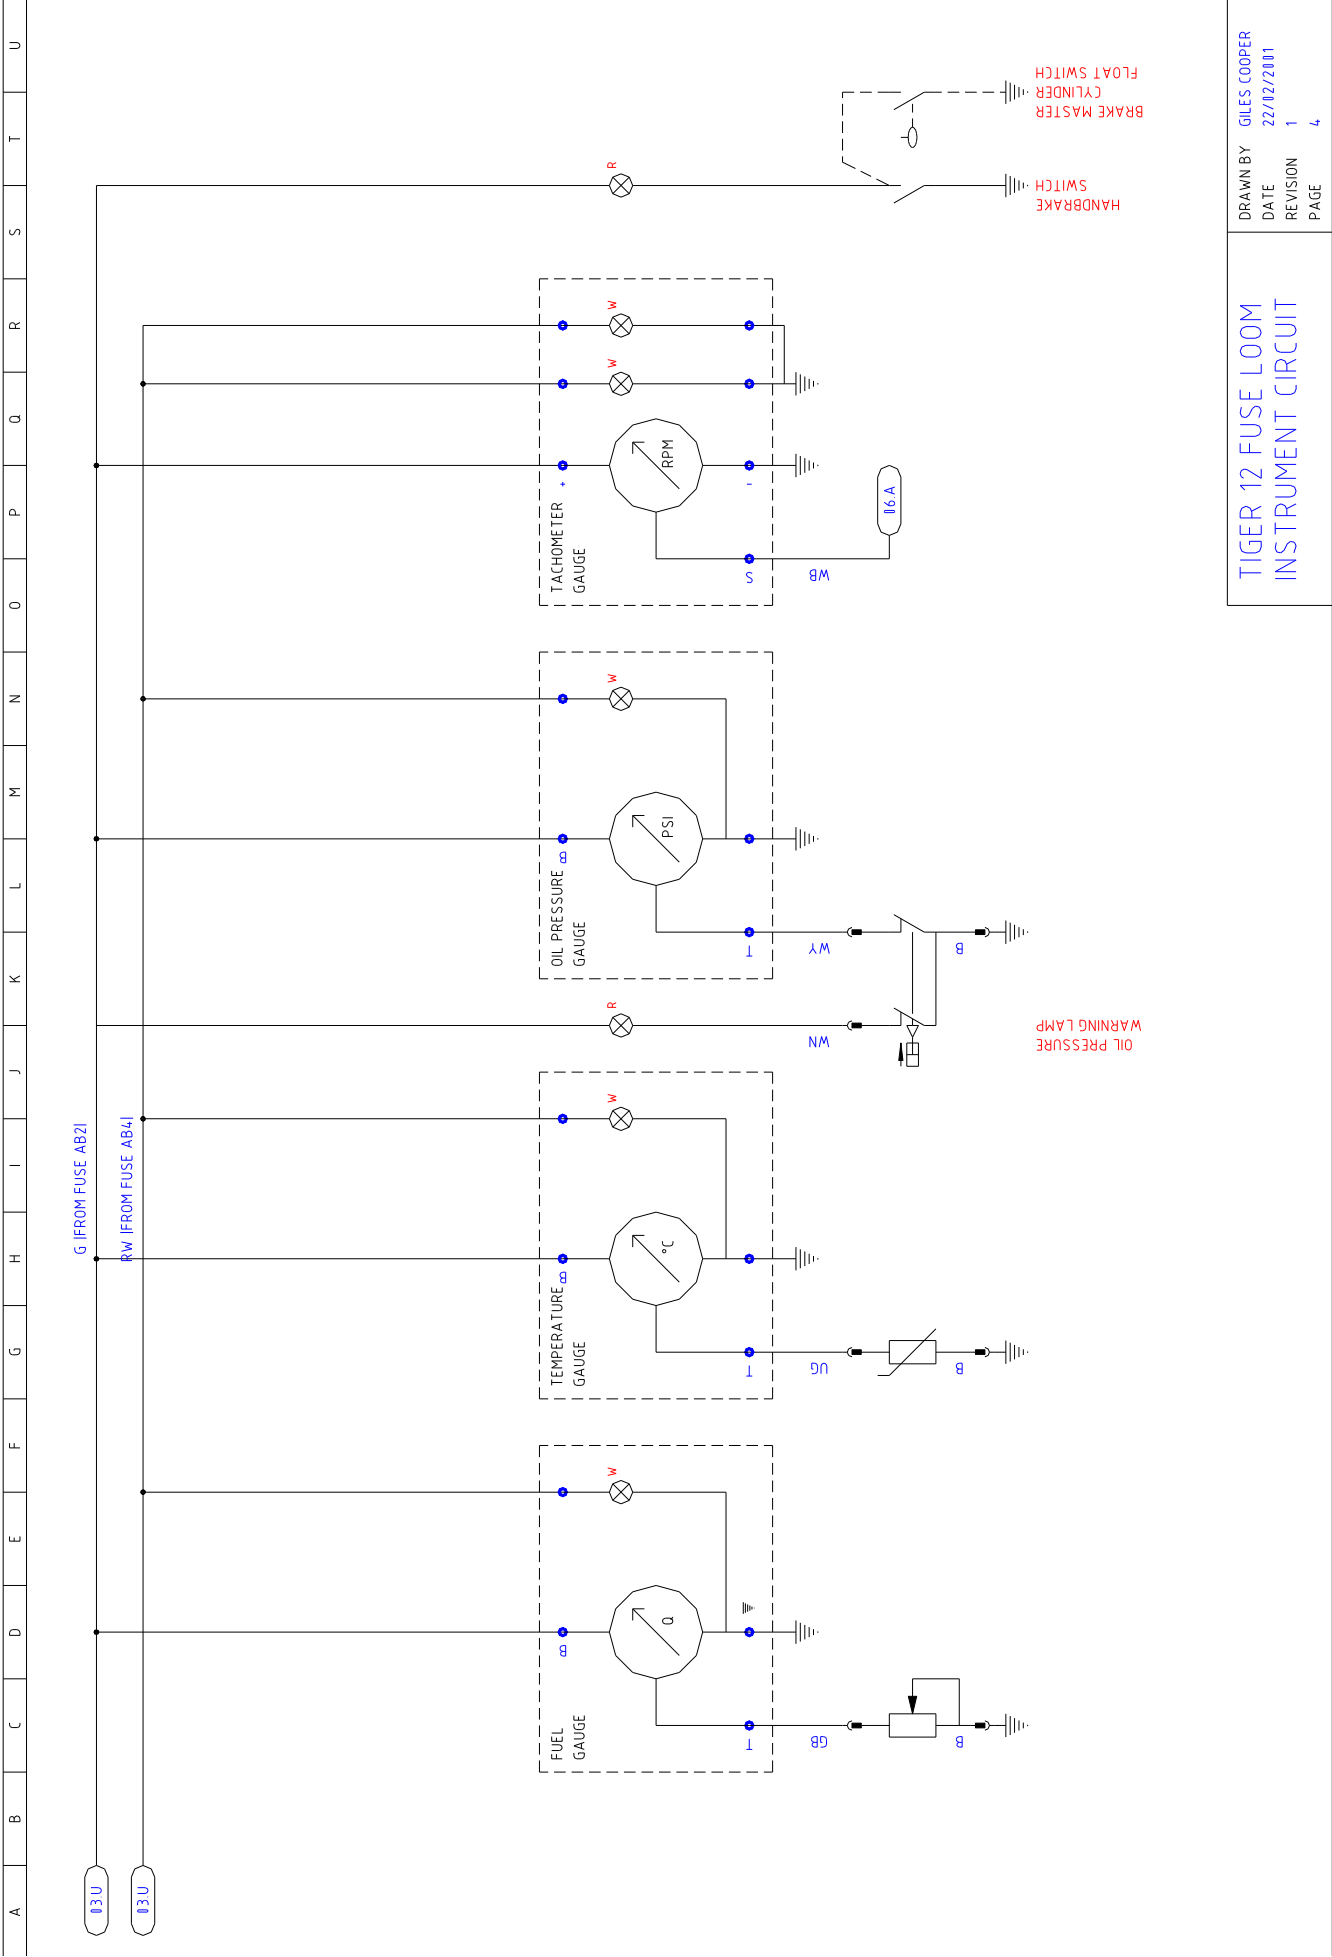 A
B
C
D
E
F
G
H
I
J
K
L
M
N
O
P
Q
R
S
T
U
03.U
03.U
G (FROM FUSE AB2)
RW (FROM FUSE AB4)
FUEL
GAUGE
B
Q
W
T
GB
B
TEMPERATURE
GAUGE
B
°C
W
T
UG
B
R
WN
OIL PRESSURE
WARNING LAMP
OIL PRESSURE
GAUGE
B
PSI
W
T
WY
B
TACHOMETER
GAUGE
+
RPM
-
S
WB
06.A
W
W
R
HANDBRAKE
SWITCH
BRAKE MASTER
CYLINDER
FLOAT SWITCH
TIGER 12 FUSE LOOM
INSTRUMENT CIRCUIT
DRAWN BY GILES COOPER
DATE 22/02/2001
REVISION 1
PAGE 4